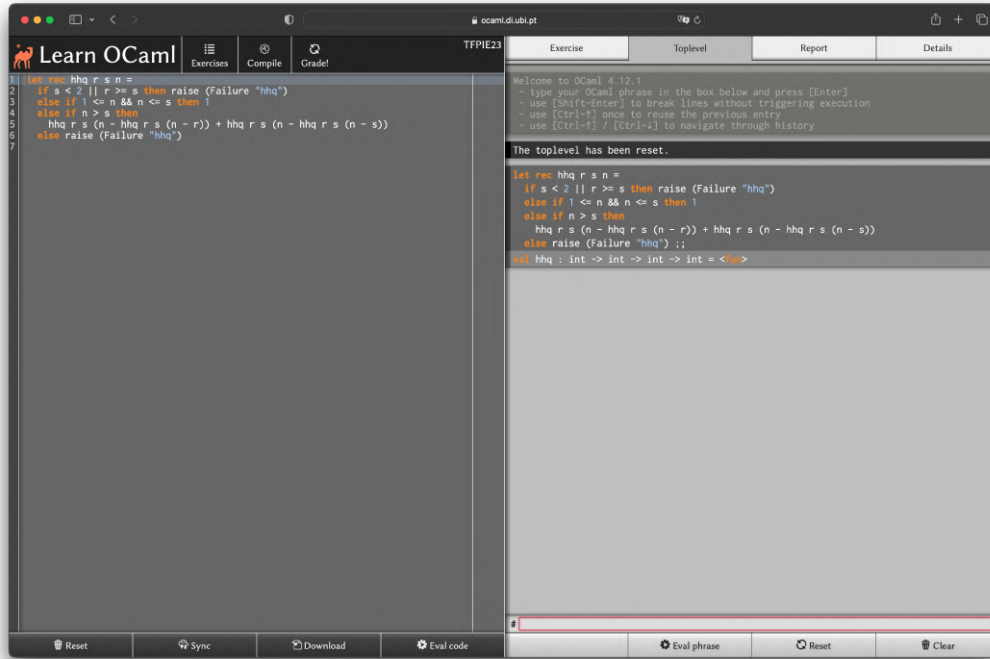 ocaml.di.ubi.pt
Learn OCaml
Exercises
Compile
Grade!
TFPIE23
1 let rec hhq r s n =
2 if s < 2 || r >= s then raise (Failure "hhq")
3 else if 1 <= n && n <= s then 1
4 else if n > s then
5 hhq r s (n - hhq r s (n - r)) + hhq r s (n - hhq r s (n - s))
6 else raise (Failure "hhq")
7
Reset
Sync
Download
Eval code
Exercise
Toplevel
Report
Details
Welcome to OCaml 4.12.1
- type your OCaml phrase in the box below and press [Enter]
- use [Shift-Enter] to break lines without triggering execution
- use [Ctrl-↑] once to reuse the previous entry
- use [Ctrl-↑] / [Ctrl-↓] to navigate through history
The toplevel has been reset.
let rec hhq r s n =
if s < 2 || r >= s then raise (Failure "hhq")
else if 1 <= n && n <= s then 1
else if n > s then
hhq r s (n - hhq r s (n - r)) + hhq r s (n - hhq r s (n - s))
else raise (Failure "hhq") ;;
val hhq : int -> int -> int -> int = <fun>
#
Eval phrase
Reset
Clear